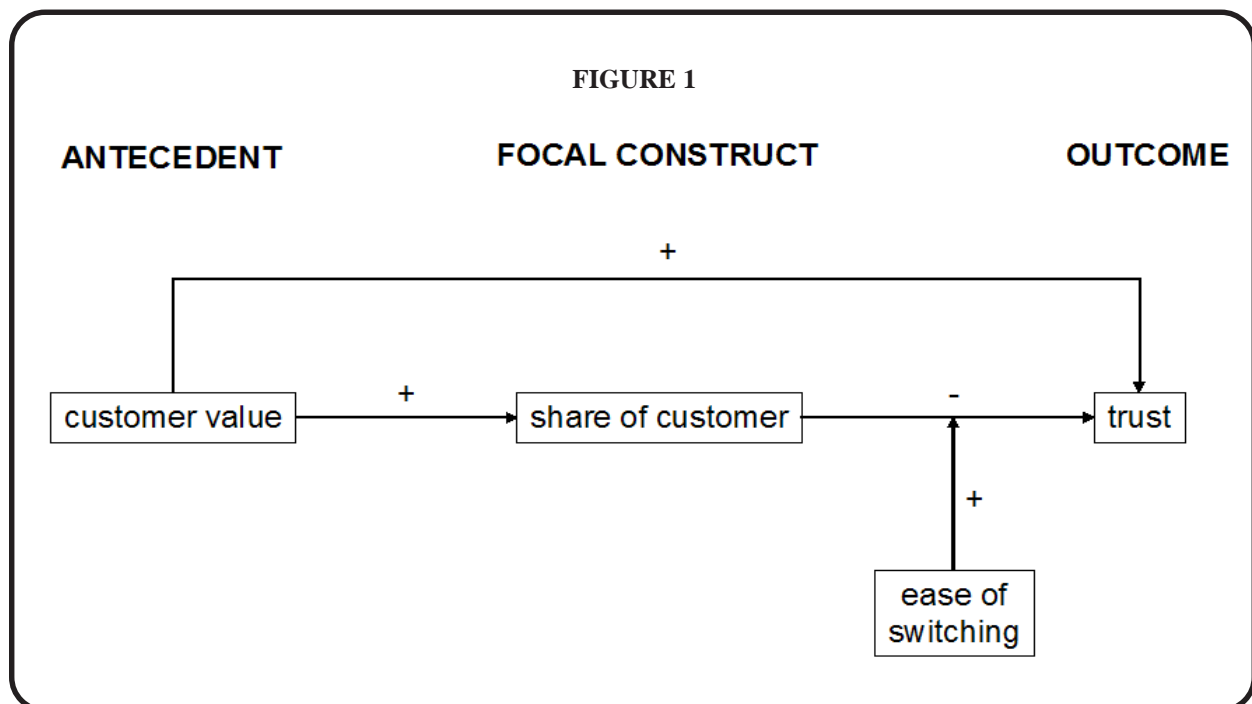 FIGURE 1
ANTECEDENT FOCAL CONSTRUCT OUTCOME
+
customer value + share of customer - trust
+
ease of
switching